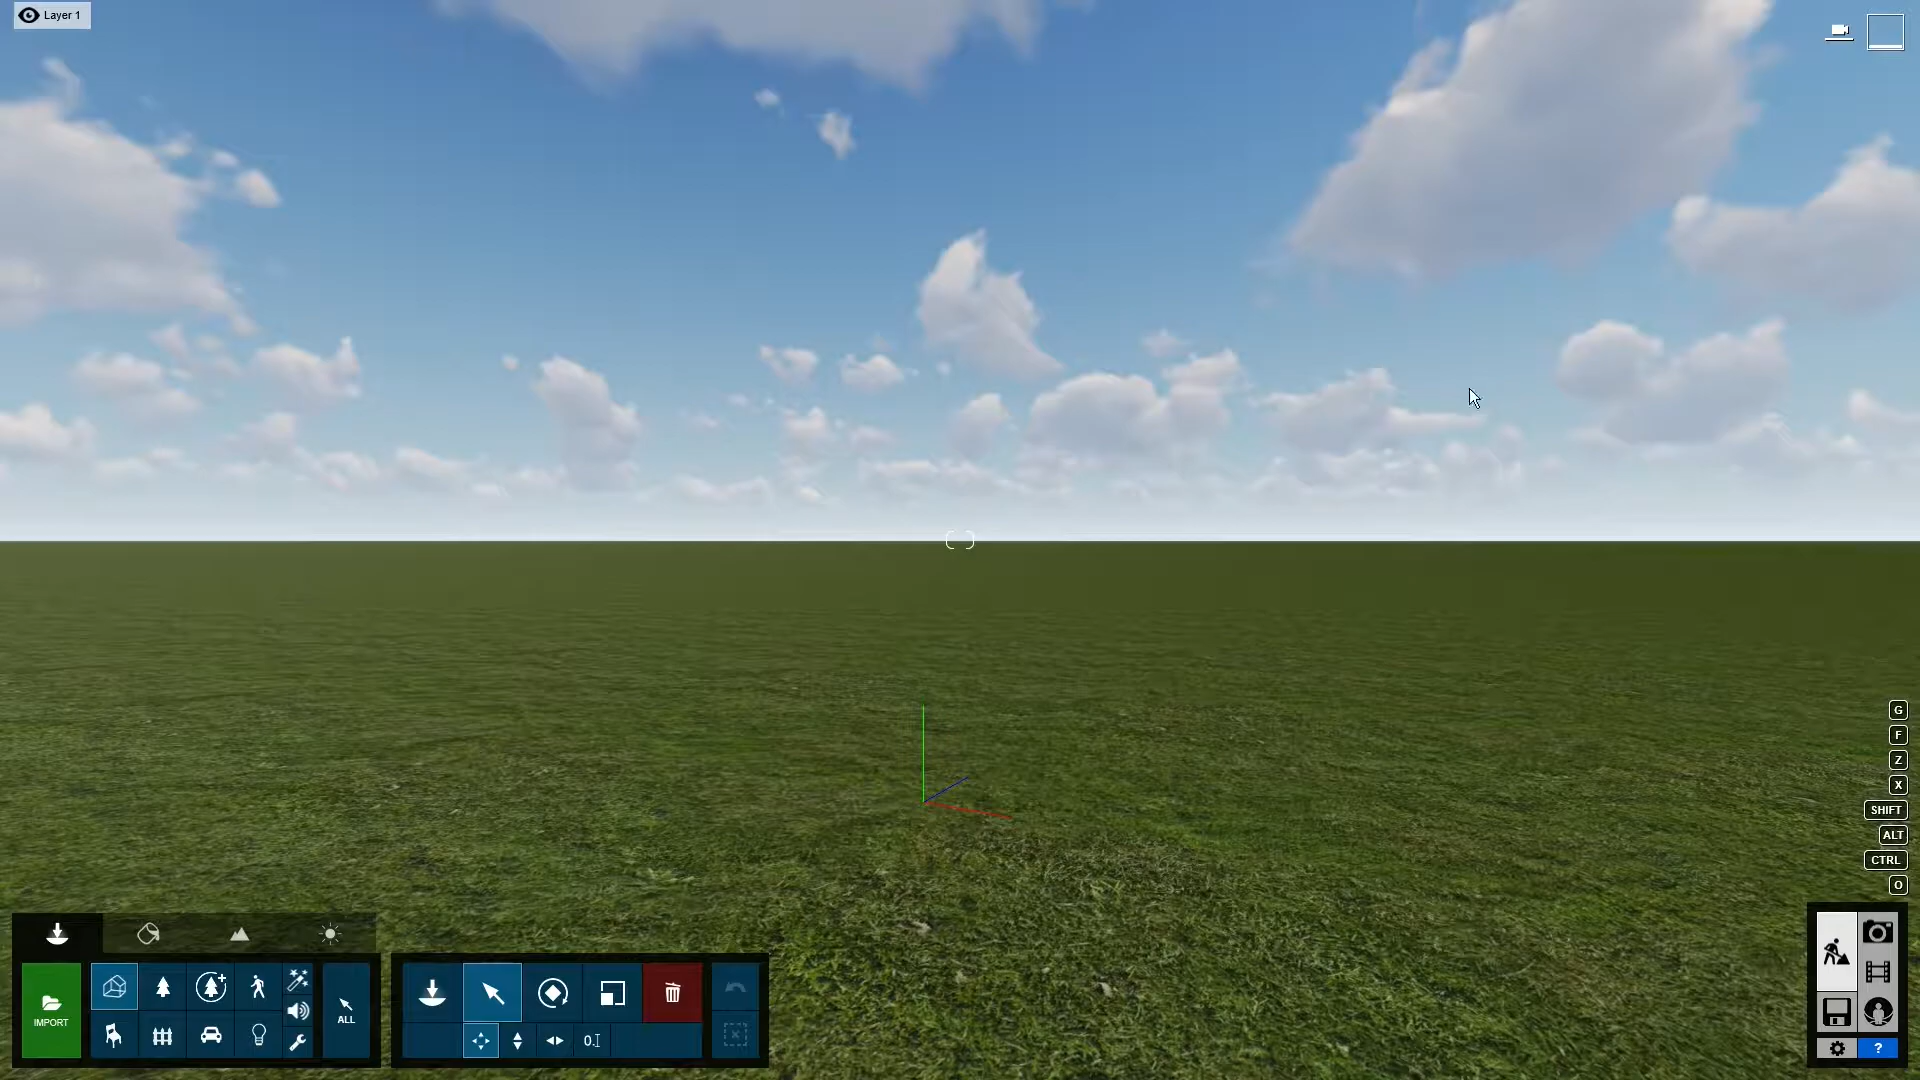 Layer 1
G
F
Z
X
SHIFT
ALT
CTRL
O
IMPORT
ALL
0.
?